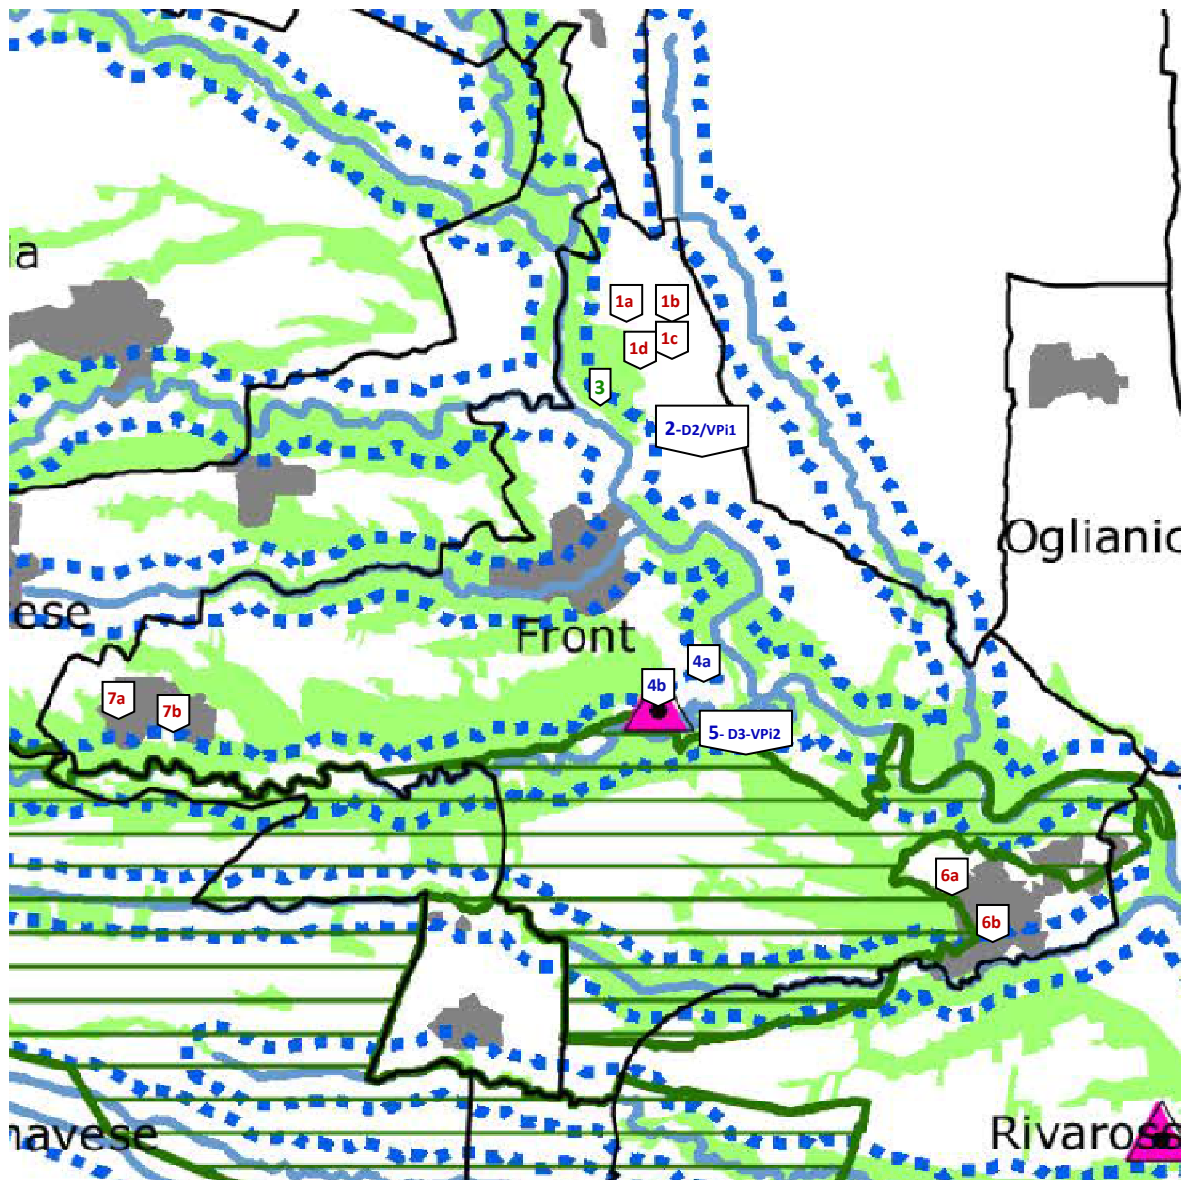 ia
1a
1b
1d
1c
3
2-D2/VPi1
Oglianic
ese
Front
4a
4b
7a
7b
5- D3-VPi2
6a
6b
navese
Rivaross